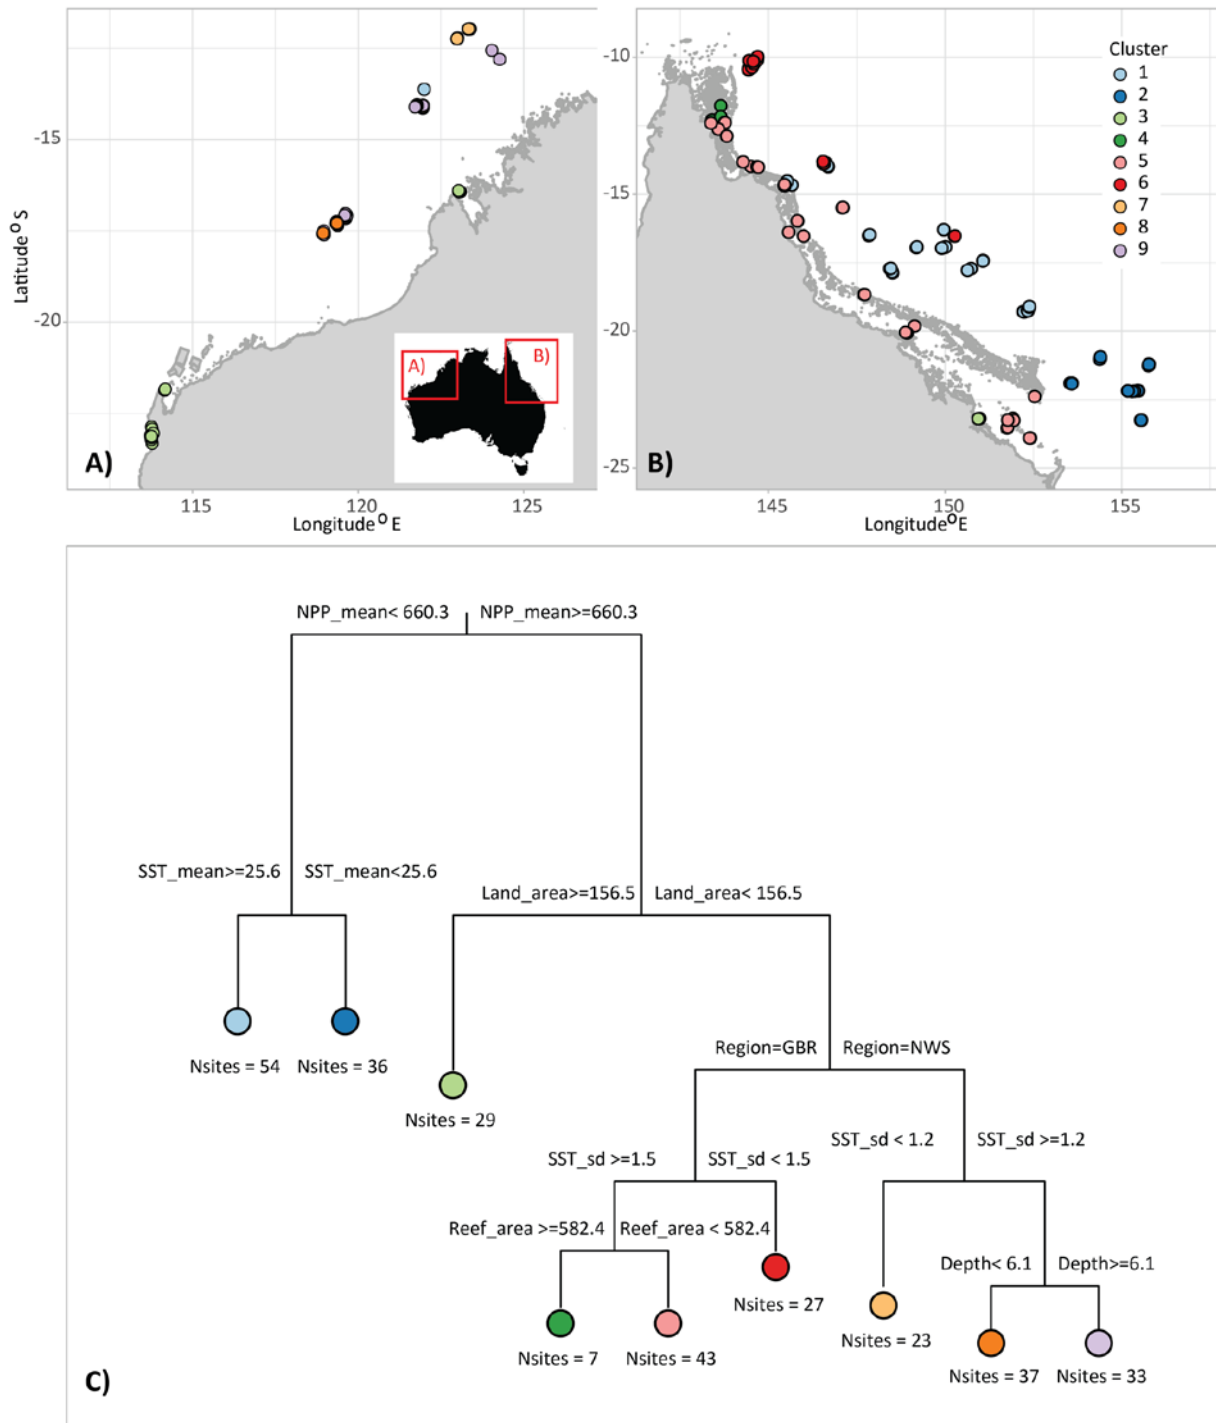 -15
-20
Latitude° S
A)
115
120
125
Longitude° E
A)
B)
-10
-15
-20
-25
B)
145
150
155
Longitude°E
Cluster
1
2
3
4
5
6
7
8
9
NPP_mean< 660.3
NPP_mean>=660.3
SST_mean>=25.6
SST_mean<25.6
Land_area>=156.5
Land_area< 156.5
Nsites = 54
Nsites = 36
Nsites = 29
Region=GBR
Region=NWS
SST_sd >=1.5
SST_sd < 1.5
SST_sd < 1.2
SST_sd >=1.2
Reef_area >=582.4
Reef_area < 582.4
Depth< 6.1
Depth>=6.1
Nsites = 27
Nsites = 23
Nsites = 7
Nsites = 43
Nsites = 37
Nsites = 33
C)